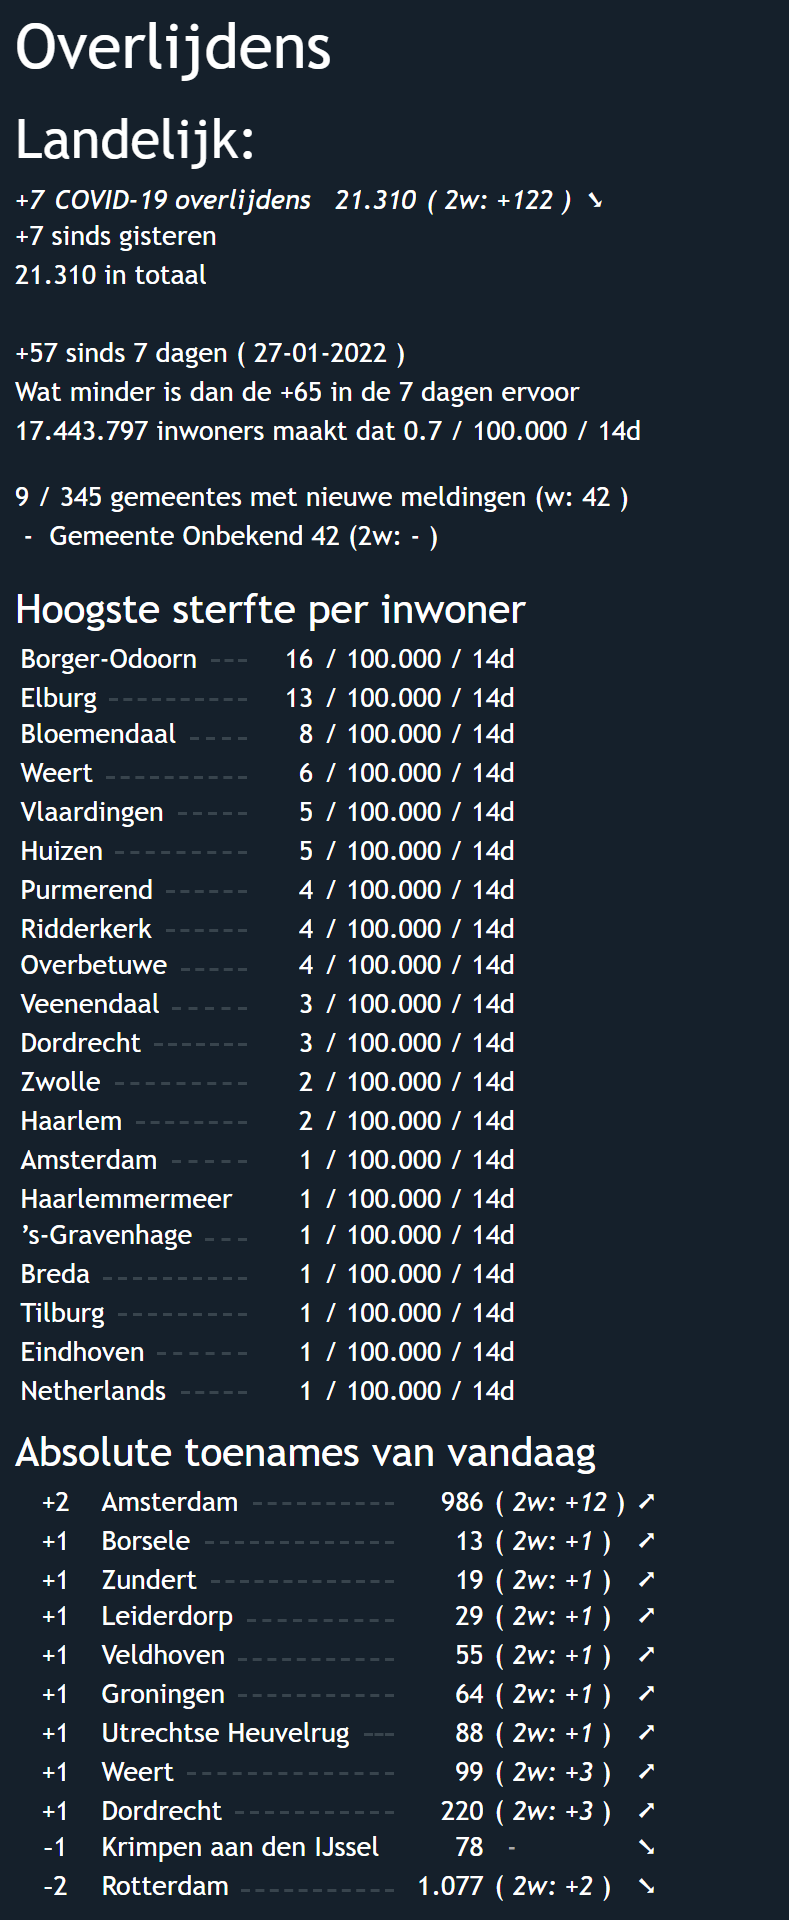 Overlijdens
Landelijk:
+7 COVID-19 overlijdens 21.310 ( 2w: +122 ) ➘
+7 sinds gisteren
21.310 in totaal
+57 sinds 7 dagen ( 27-01-2022 )
Wat minder is dan de +65 in de 7 dagen ervoor
17.443.797 inwoners maakt dat 0.7 / 100.000 / 14d
9 / 345 gemeentes met nieuwe meldingen (w: 42 )
- Gemeente Onbekend 42 (2w: - )
Hoogste sterfte per inwoner
Borger-Odoorn --- 16 / 100.000 / 14d
Elburg ---------- 13 / 100.000 / 14d
Bloemendaal ---- 8 / 100.000 / 14d
Weert ---------- 6 / 100.000 / 14d
Vlaardingen ----- 5 / 100.000 / 14d
Huizen --------- 5 / 100.000 / 14d
Purmerend ------ 4 / 100.000 / 14d
Ridderkerk ------ 4 / 100.000 / 14d
Overbetuwe ----- 4 / 100.000 / 14d
Veenendaal ----- 3 / 100.000 / 14d
Dordrecht ------- 3 / 100.000 / 14d
Zwolle --------- 2 / 100.000 / 14d
Haarlem -------- 2 / 100.000 / 14d
Amsterdam ----- 1 / 100.000 / 14d
Haarlemmermeer 1 / 100.000 / 14d
’s-Gravenhage --- 1 / 100.000 / 14d
Breda ---------- 1 / 100.000 / 14d
Tilburg --------- 1 / 100.000 / 14d
Eindhoven ------ 1 / 100.000 / 14d
Netherlands ----- 1 / 100.000 / 14d
Absolute toenames van vandaag
+2 Amsterdam ---------- 986 ( 2w: +12 ) ➚
+1 Borsele ------------- 13 ( 2w: +1 ) ➚
+1 Zundert ------------- 19 ( 2w: +1 ) ➚
+1 Leiderdorp ---------- 29 ( 2w: +1 ) ➚
+1 Veldhoven ----------- 55 ( 2w: +1 ) ➚
+1 Groningen ----------- 64 ( 2w: +1 ) ➚
+1 Utrechtse Heuvelrug --- 88 ( 2w: +1 ) ➚
+1 Weert -------------- 99 ( 2w: +3 ) ➚
+1 Dordrecht ----------- 220 ( 2w: +3 ) ➚
-1 Krimpen aan den IJssel 78 - ➘
-2 Rotterdam ----------- 1.077 ( 2w: +2 ) ➘